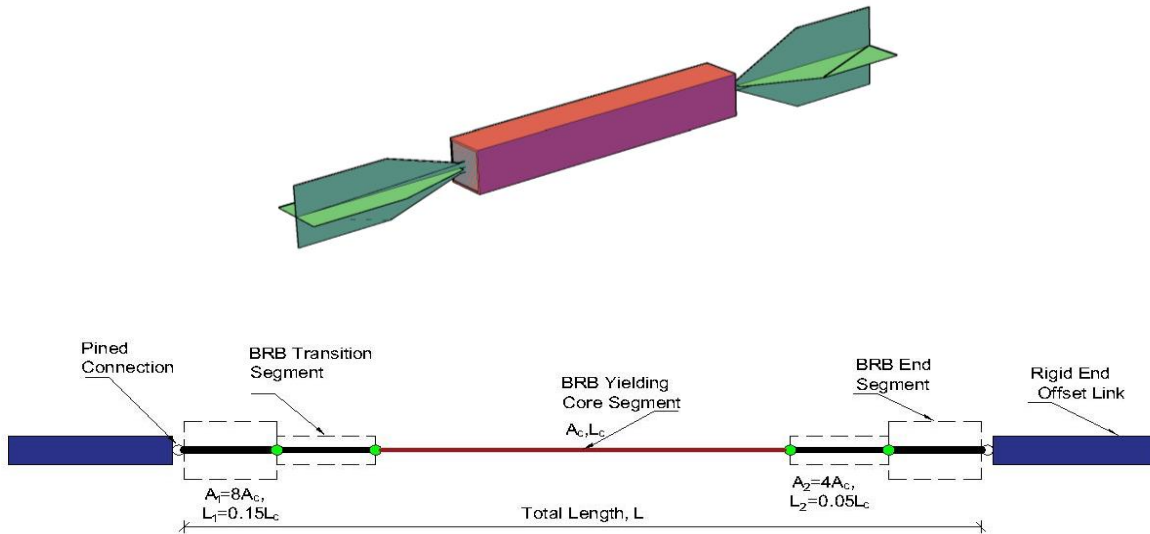 Pined
Connection
BRB Transition
Segment
BRB Yielding
Core Segment
A_c,L_c
BRB End
Segment
Rigid End
Offset Link
A_1=8A_c,
L_1=0.15L_c
A_2=4A_c,
L_2=0.05L_c
Total Length, L